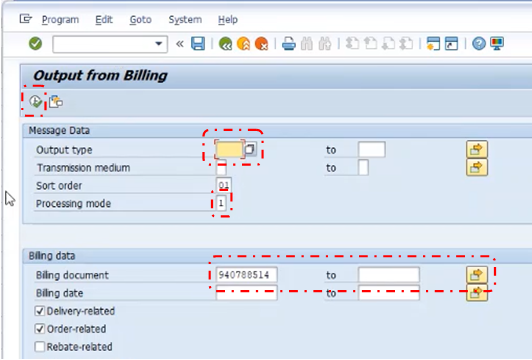 Program Edit Goto System Help
Output from Billing
Message Data
Output type to
Transmission medium to
Sort order 01
Processing mode 1
Billing data
Billing document 940788514 to
Billing date to
Delivery-related
Order-related
Rebate-related